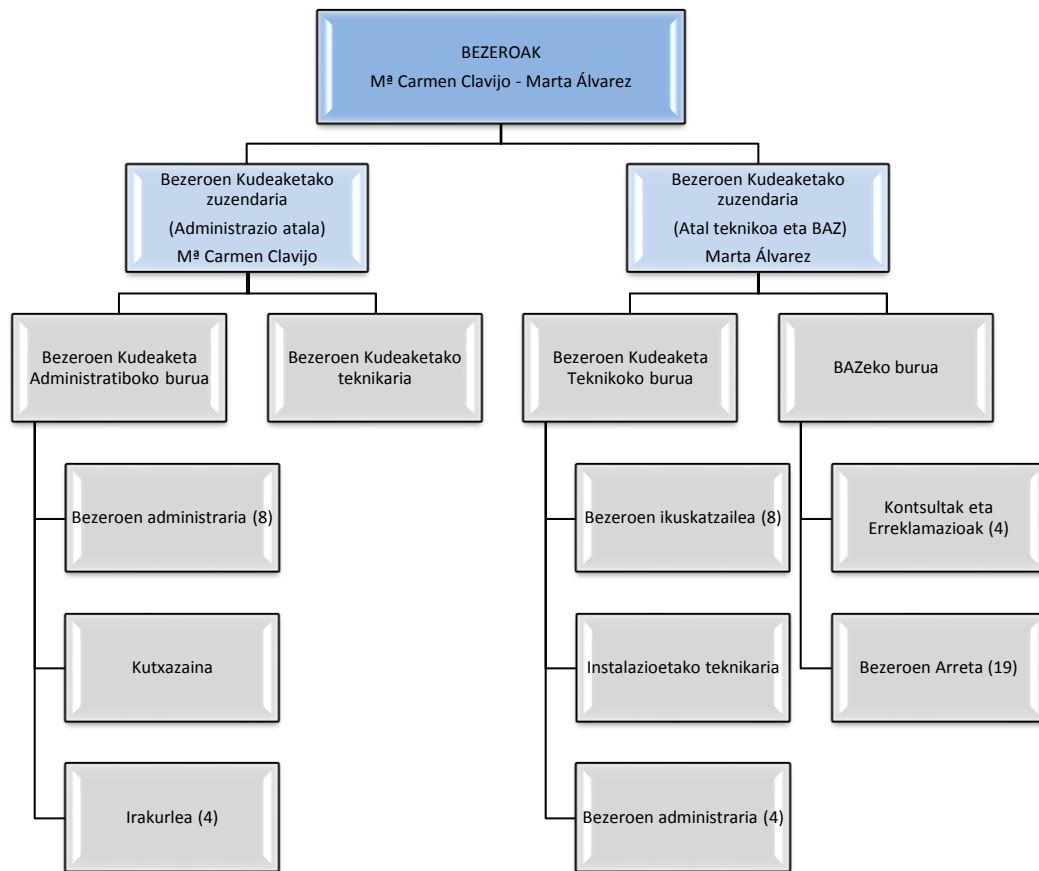 BEZEROAK
Mª Carmen Clavijo - Marta Álvarez
Bezeroen Kudeaketako
zuzendaria
(Administrazio atala)
Mª Carmen Clavijo
Bezeroen Kudeaketako
zuzendaria
(Atal teknikoa eta BAZ)
Marta Álvarez
Bezeroen Kudeaketa
Administratiboko burua
Bezeroen Kudeaketako
teknikaria
Bezeroen Kudeaketa
Teknikoko burua
BAZeko burua
Bezeroen administraria (8)
Kutxazaina
Irakurlea (4)
Bezeroen ikuskatzailea (8)
Instalazioetako teknikaria
Bezeroen administraria (4)
Kontsultak eta
Erreklamazioak (4)
Bezeroen Arreta (19)